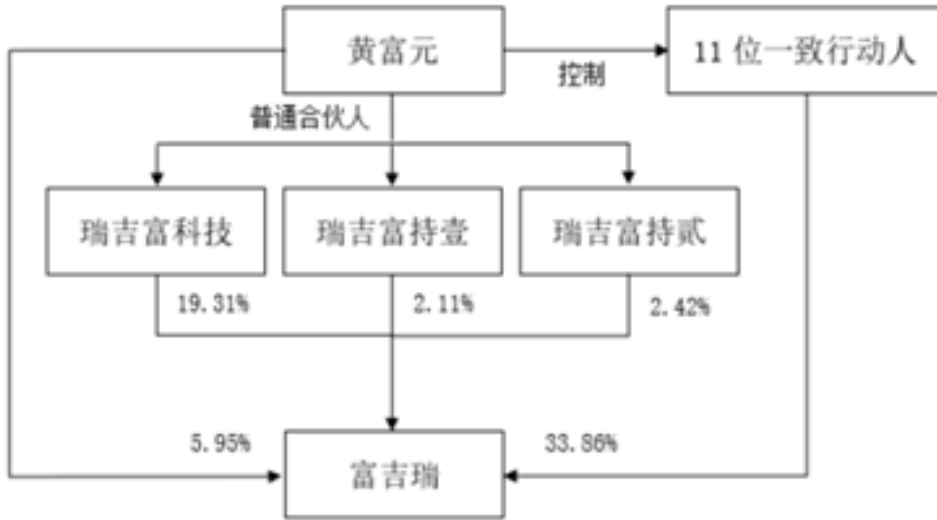 黄富元
11 位一致行动人
控制
普通合伙人
瑞吉富科技
瑞吉富持壹
瑞吉富持贰
19.31%
2.11%
2.42%
5.95%
33.86%
富吉瑞